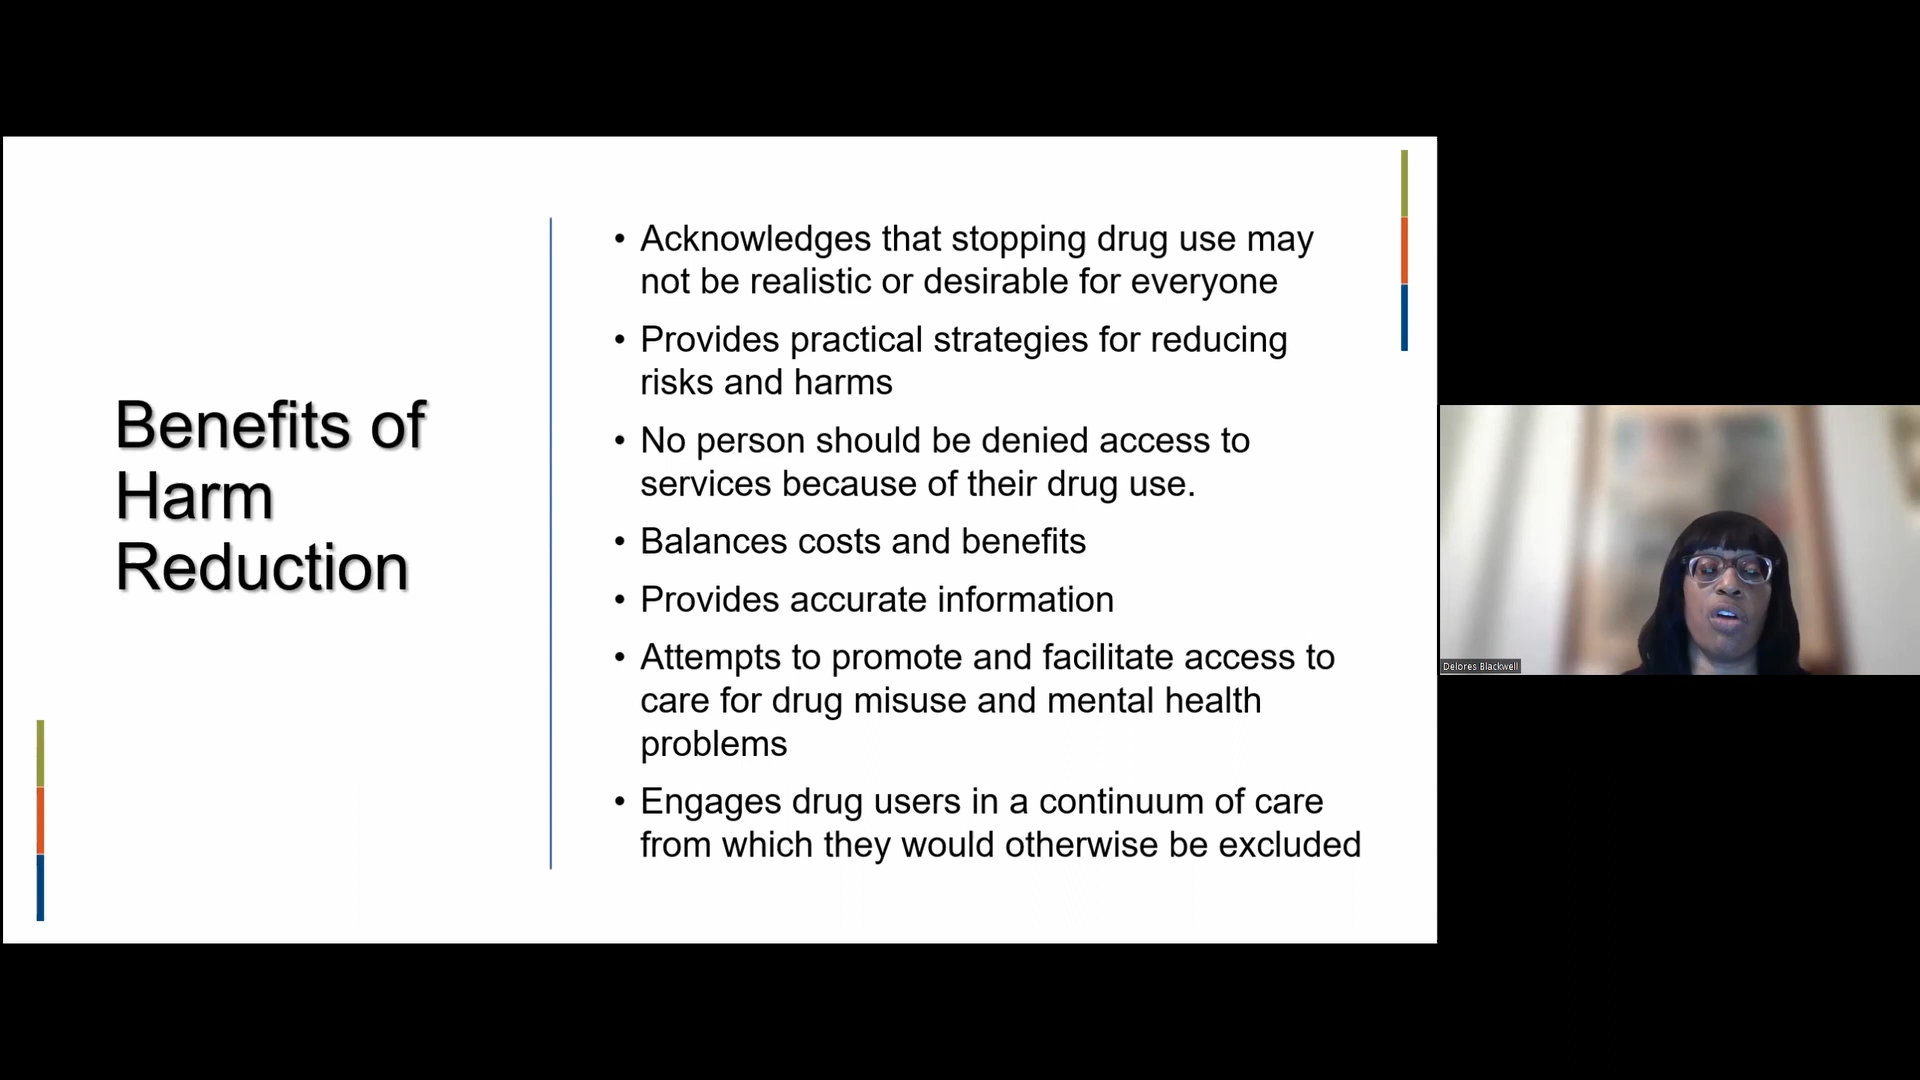 Benefits of
Harm
Reduction
• Acknowledges that stopping drug use may
not be realistic or desirable for everyone
• Provides practical strategies for reducing
risks and harms
• No person should be denied access to
services because of their drug use.
• Balances costs and benefits
• Provides accurate information
• Attempts to promote and facilitate access to
care for drug misuse and mental health
problems
• Engages drug users in a continuum of care
from which they would otherwise be excluded
Delores Blackwell